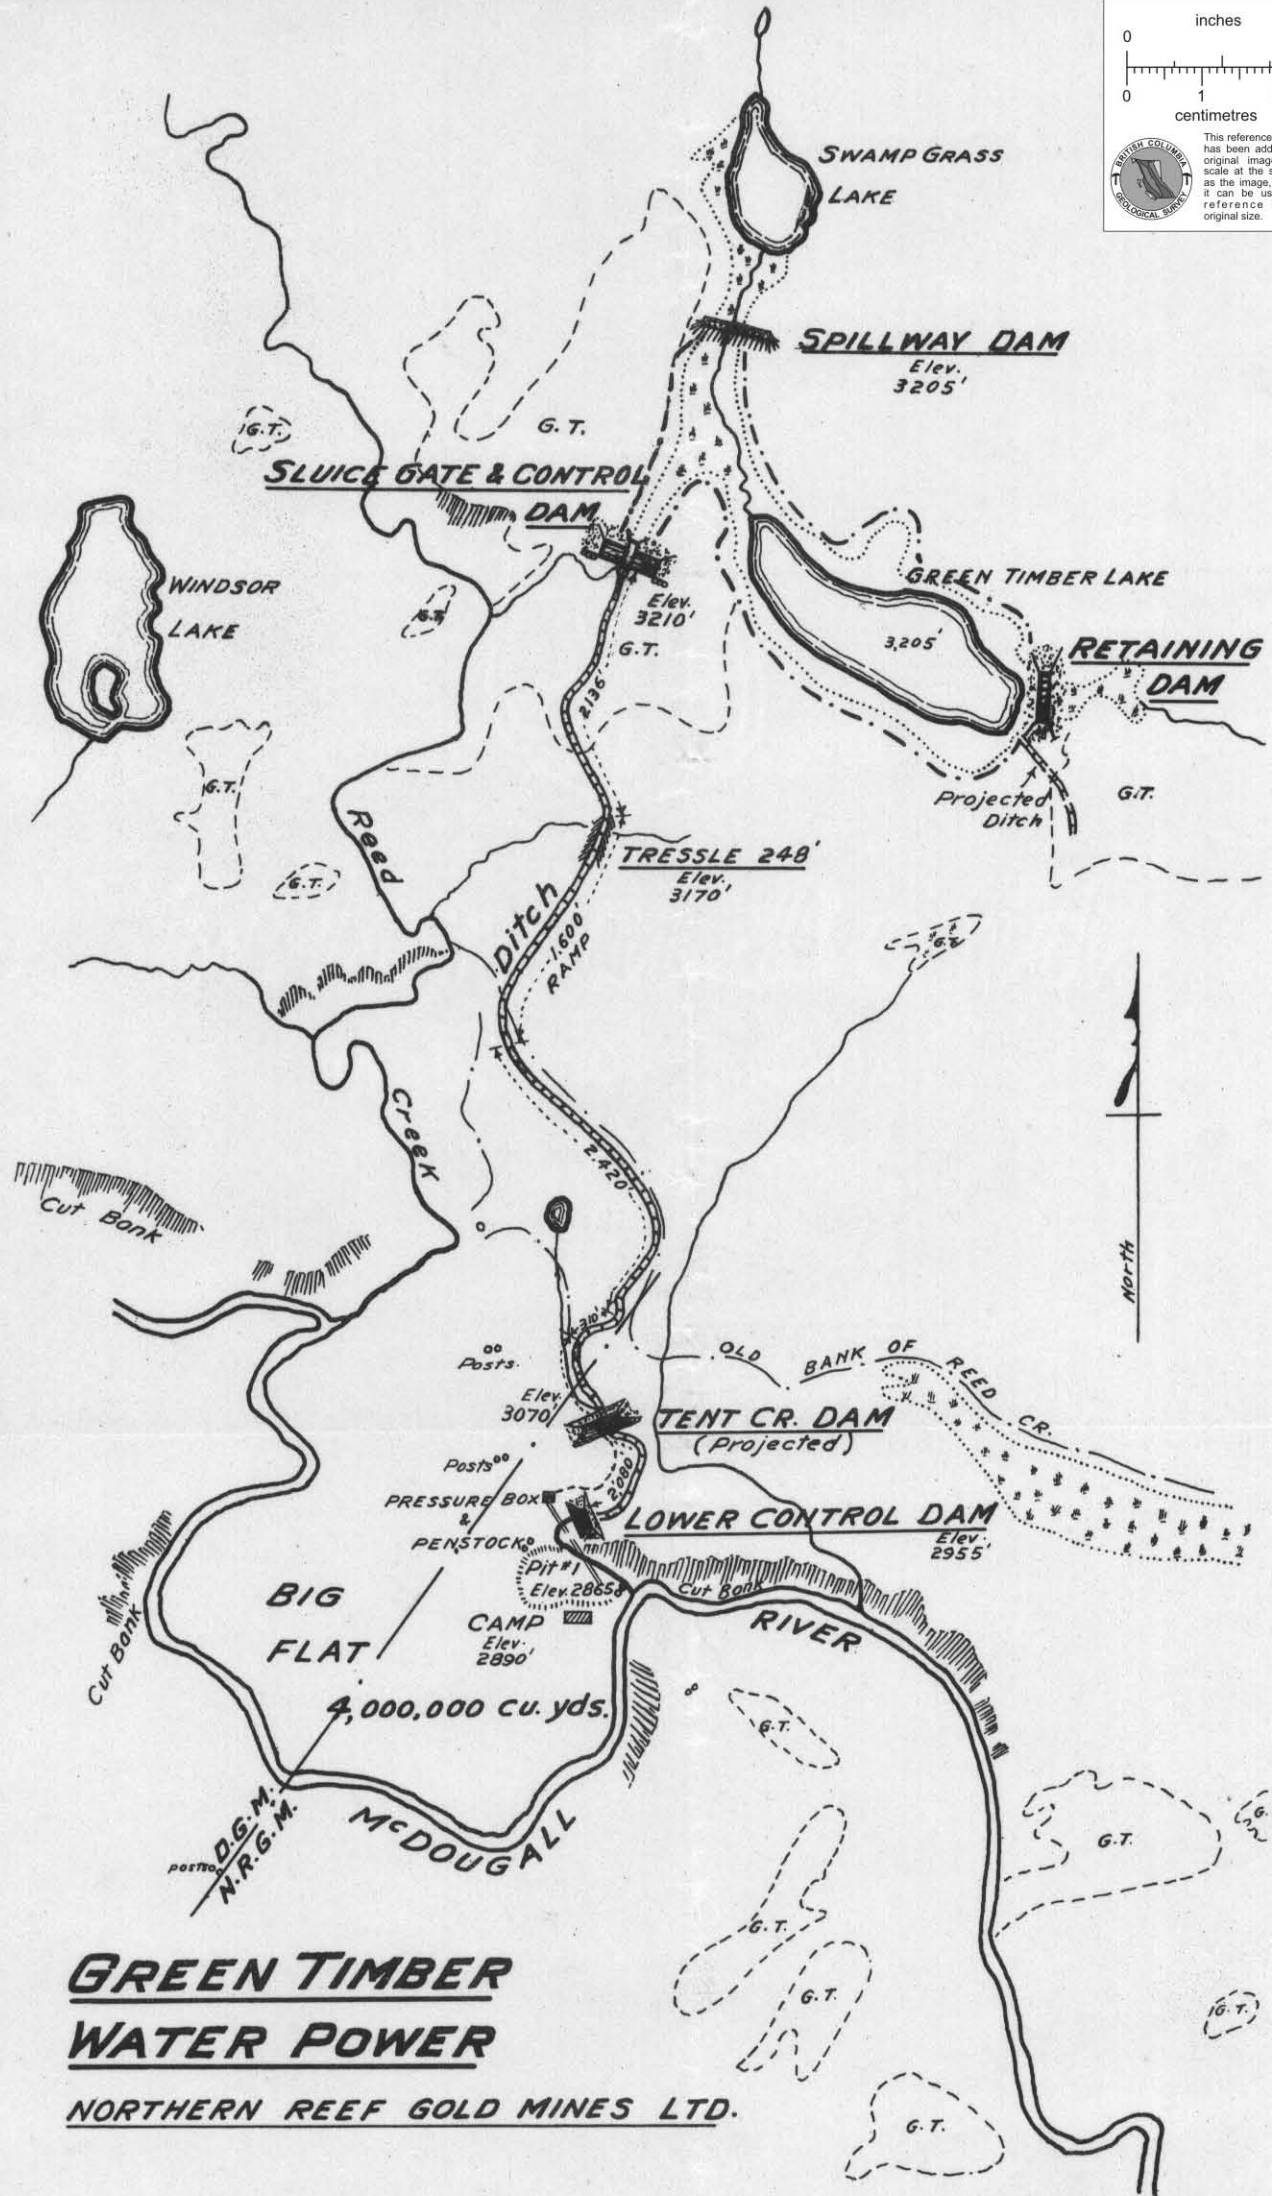 inches
0
0 1
centimetres
This reference
has been add
original imag
scale at the s
as the image,
it can be us
reference
original size.
BRITISH COLUMBIA
GEOLOGICAL SURVEY
SWAMP GRASS
LAKE
SPILLWAY DAM
Elev.
3205'
G.T.
G.T.
SLUICE GATE & CONTROL
DAM
Elev.
3210'
WINDSOR
LAKE
G.T.
G.T.
GREEN TIMBER LAKE
3,205'
RETAINING
DAM
2136'
G.T.
Projected
Ditch
G.T.
Reed
TRESSLE 248'
Elev.
3170'
G.T.
Ditch
1,600'
RAMP
G.T.
Creek
2,420'
Cut Bank
North
310'
Posts
OLD BANK OF REED CR.
Elev.
3070'
TENT CR. DAM
(Projected)
Posts
2,080'
PRESSURE BOX
&
PENSTOCK
LOWER CONTROL DAM
Elev.
2955'
Pit #1
Elev. 2865
Cut Bank
Cut Bank
BIG
FLAT
CAMP
Elev.
2890'
RIVER
4,000,000 cu. yds.
G.T.
McDOUGALL
D.G.M.
N.R.G.M.
POSTS
G.T.
G.
G.T.
G.T.
G.T.
G.T.
GREEN TIMBER
WATER POWER
NORTHERN REEF GOLD MINES LTD.